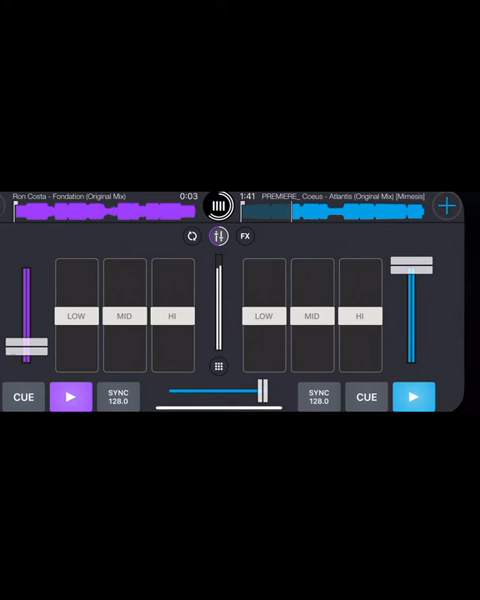 Ron Costa - Fondation (Original Mix) 0:03
1:41 PREMIERE_ Coeus - Atlantis (Original Mix) [Mimesis]
FX
LOW MID HI
LOW MID HI
CUE
SYNC
128.0
SYNC
128.0
CUE